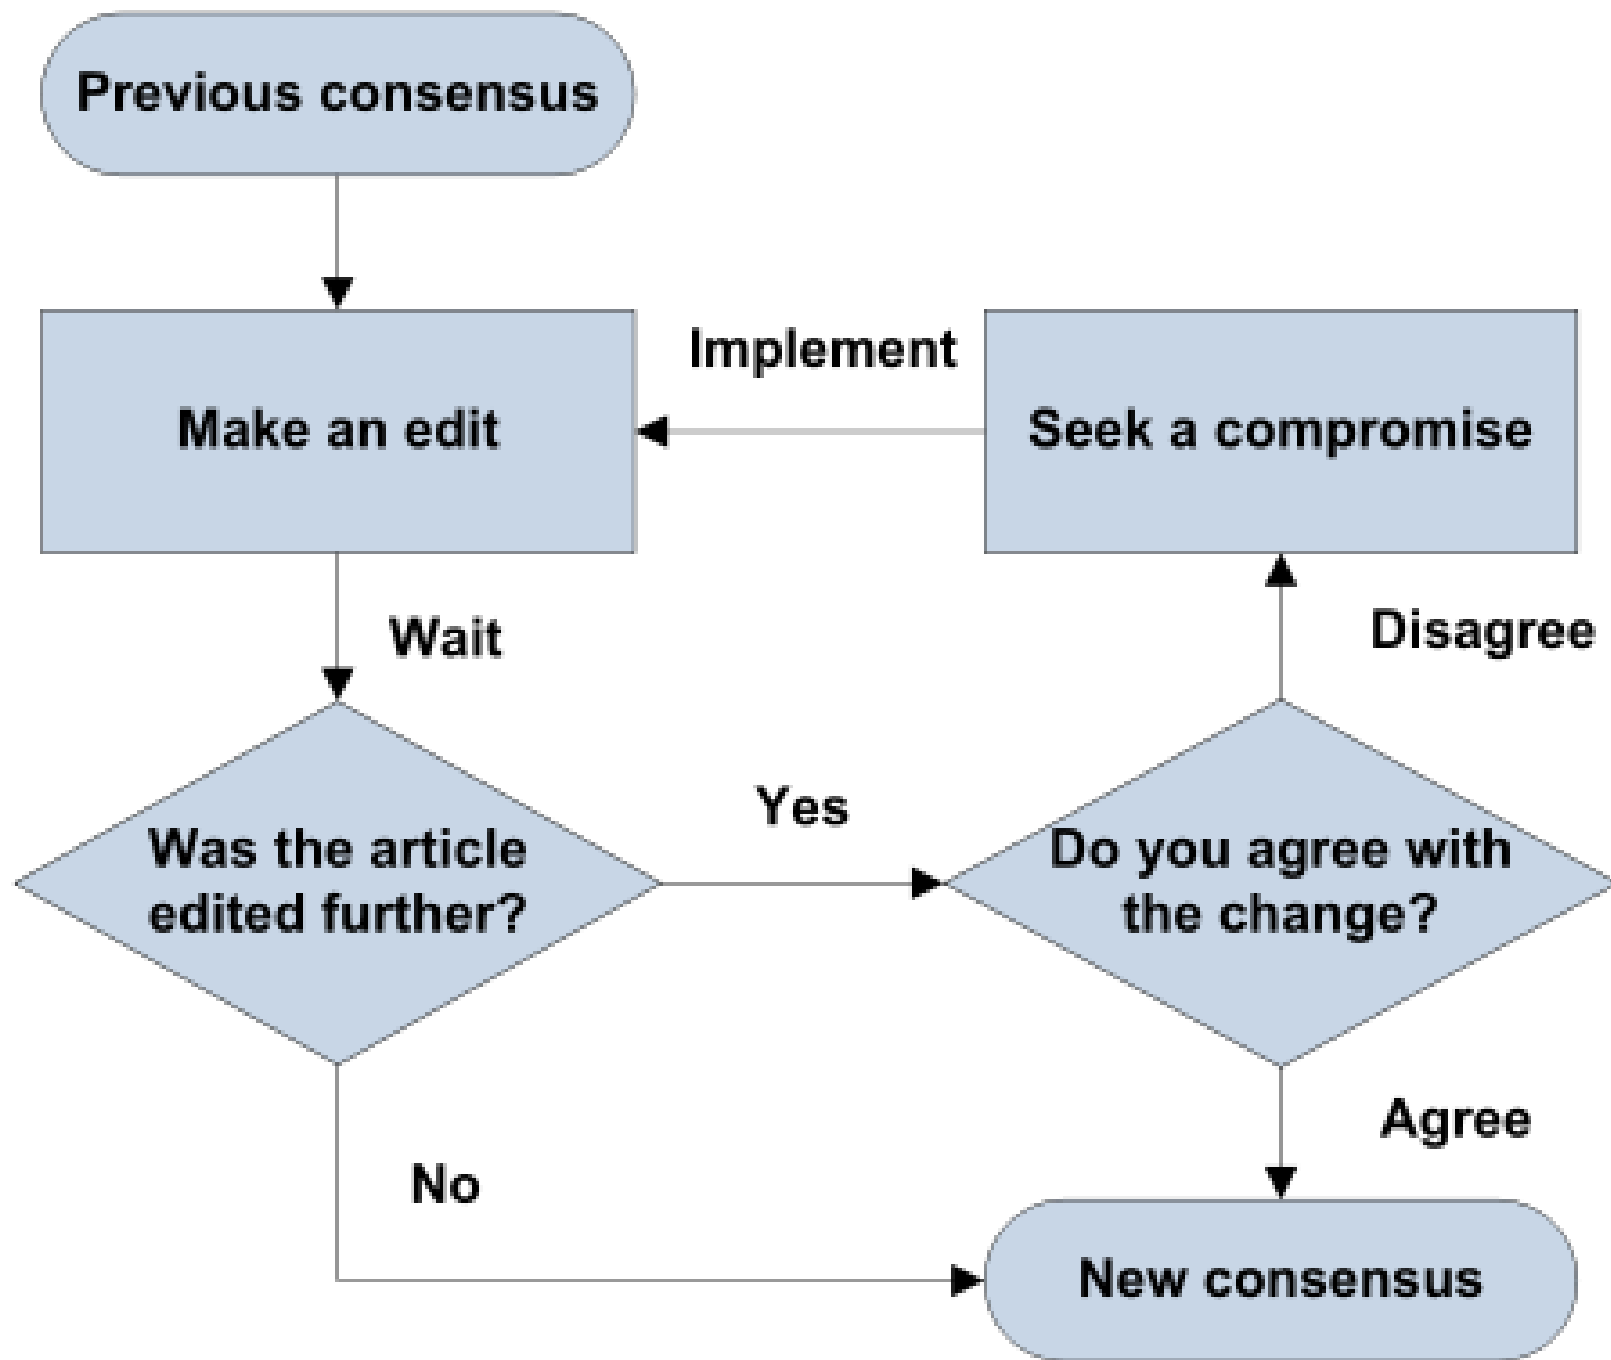 Previous consensus
Implement
Make an edit
Seek a compromise
Wait
Disagree
Yes
Was the article
edited further?
Do you agree with
the change?
Agree
No
New consensus